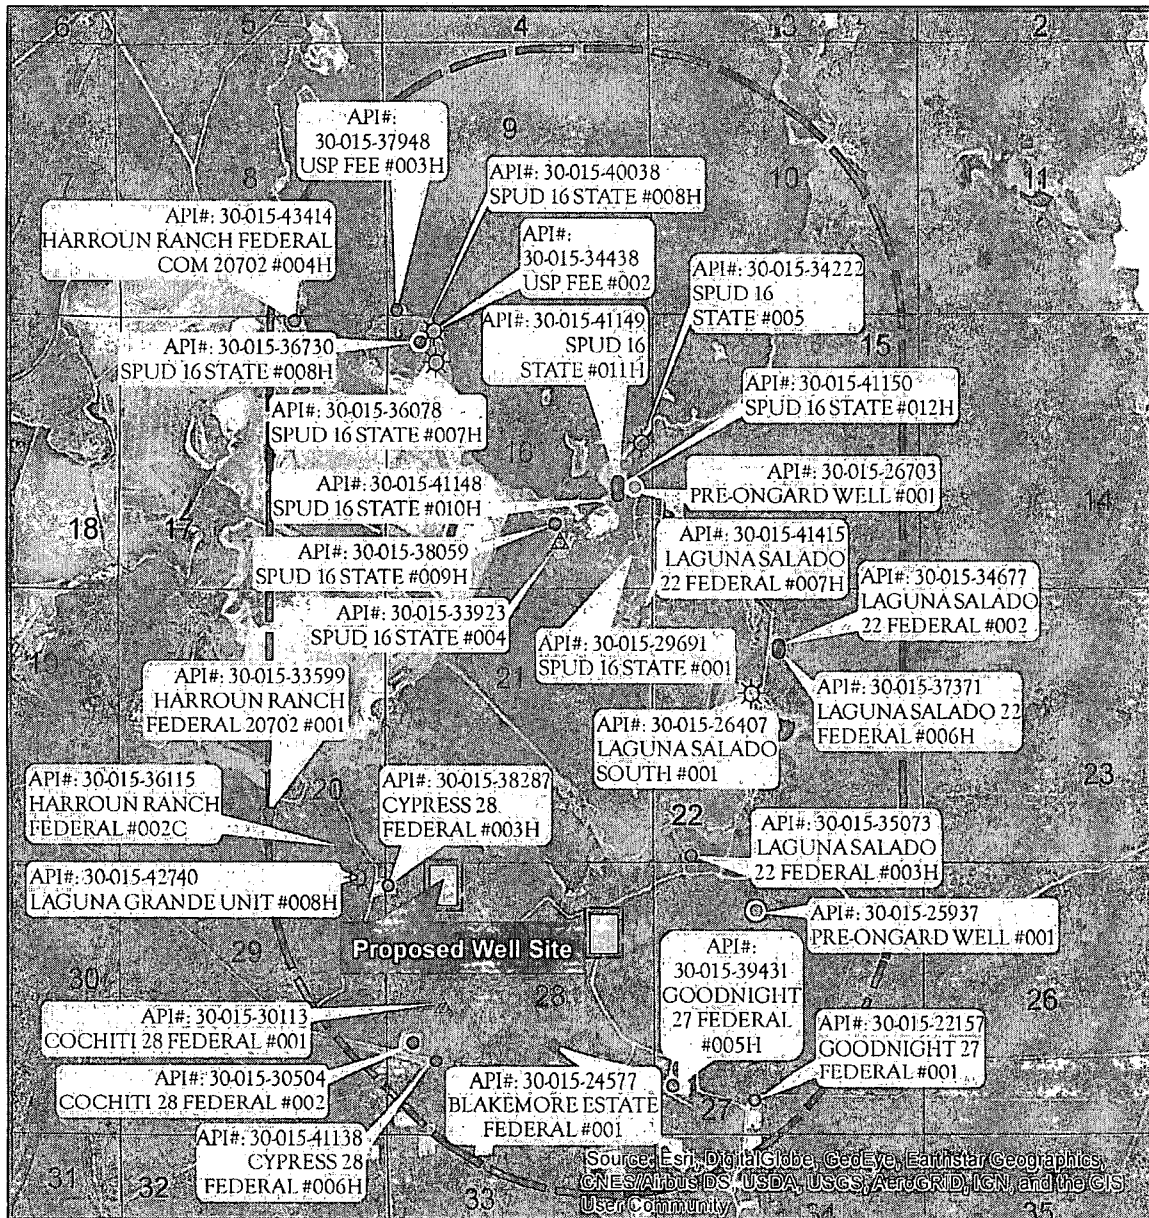 6
5
4
3
2
API#:
30-015-37948
USP FEE #003H
9
API#: 30-015-40038
SPUD 16 STATE #008H
7
8
10
11
API#: 30-015-43414
HARROUN RANCH FEDERAL
COM 20702 #004H
API#:
30-015-34438
USP FEE #002
API#: 30-015-34222
SPUD 16
STATE #005
API#: 30-015-41149
SPUD 16
STATE #011H
API#: 30-015-36730
SPUD 16 STATE #008H
15
API#: 30-015-41150
SPUD 16 STATE #012H
API#: 30-015-36078
SPUD 16 STATE #007H
16
API#: 30-015-26703
PRE-ONGARD WELL #001
API#: 30-015-41148
SPUD 16 STATE #010H
18
17
14
API#: 30-015-41415
LAGUNA SALADO
22 FEDERAL #007H
API#: 30-015-38059
SPUD 16 STATE #009H
API#: 30-015-34677
LAGUNA SALADO
22 FEDERAL #002
API#: 30-015-33923
SPUD 16 STATE #004
API#: 30-015-29691
SPUD 16 STATE #001
19
21
API#: 30-015-33599
HARROUN RANCH
FEDERAL 20702 #001
API#: 30-015-37371
LAGUNA SALADO 22
FEDERAL #006H
API#: 30-015-26407
LAGUNA SALADO
SOUTH #001
API#: 30-015-36115
HARROUN RANCH
FEDERAL #002C
20
API#: 30-015-38287
CYPRESS 28
FEDERAL #003H
22
23
API#: 30-015-35073
LAGUNA SALADO
22 FEDERAL #003H
API#: 30-015-42740
LAGUNA GRANDE UNIT #008H
API#: 30-015-25937
PRE-ONGARD WELL #001
Proposed Well Site
29
API#:
30-015-39431
GOODNIGHT
27 FEDERAL
#005H
30
28
26
API#: 30-015-30113
COCHITI 28 FEDERAL #001
API#: 30-015-22157
GOODNIGHT 27
FEDERAL #001
API#: 30-015-30504
COCHITI 28 FEDERAL #002
API#: 30-015-24577
BLAKEMORE ESTATE
FEDERAL #001
27
API#: 30-015-41138
CYPRESS 28
FEDERAL #006H
31
32
33
34
35
Source: Esri, DigitalGlobe, GeoEye, Earthstar Geographics,
CNES/Airbus DS, USDA, USGS, AeroGRID, IGN, and the GIS
User Community